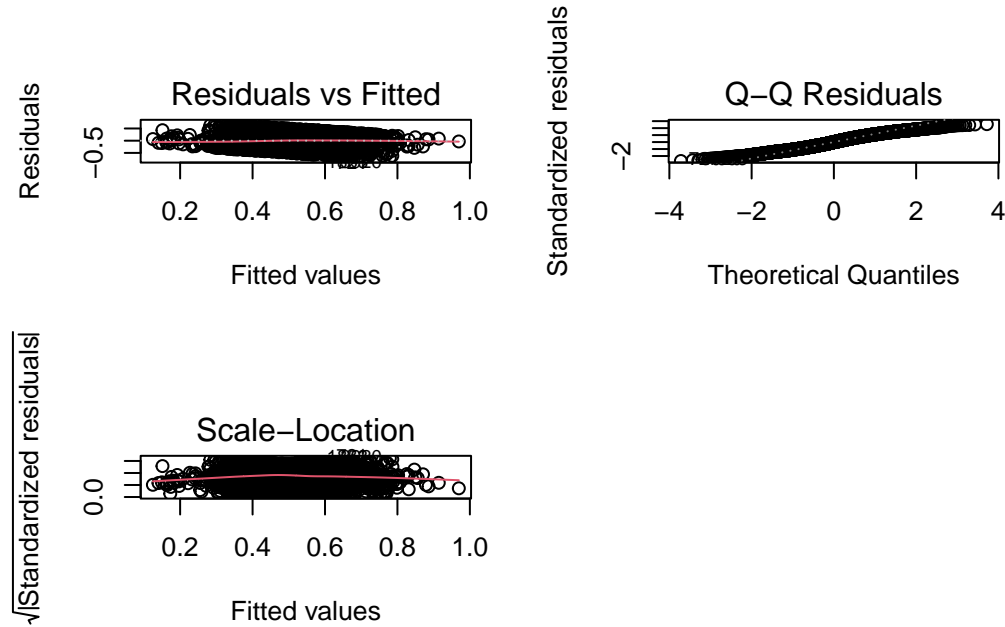 Residuals vs Fitted
Residuals
−0.5
0.2 0.4 0.6 0.8 1.0
Fitted values
Q−Q Residuals
Standardized residuals
−2
−4 −2 0 2 4
Theoretical Quantiles
Scale−Location
√|Standardized residuals|
0.0
0.2 0.4 0.6 0.8 1.0
Fitted values